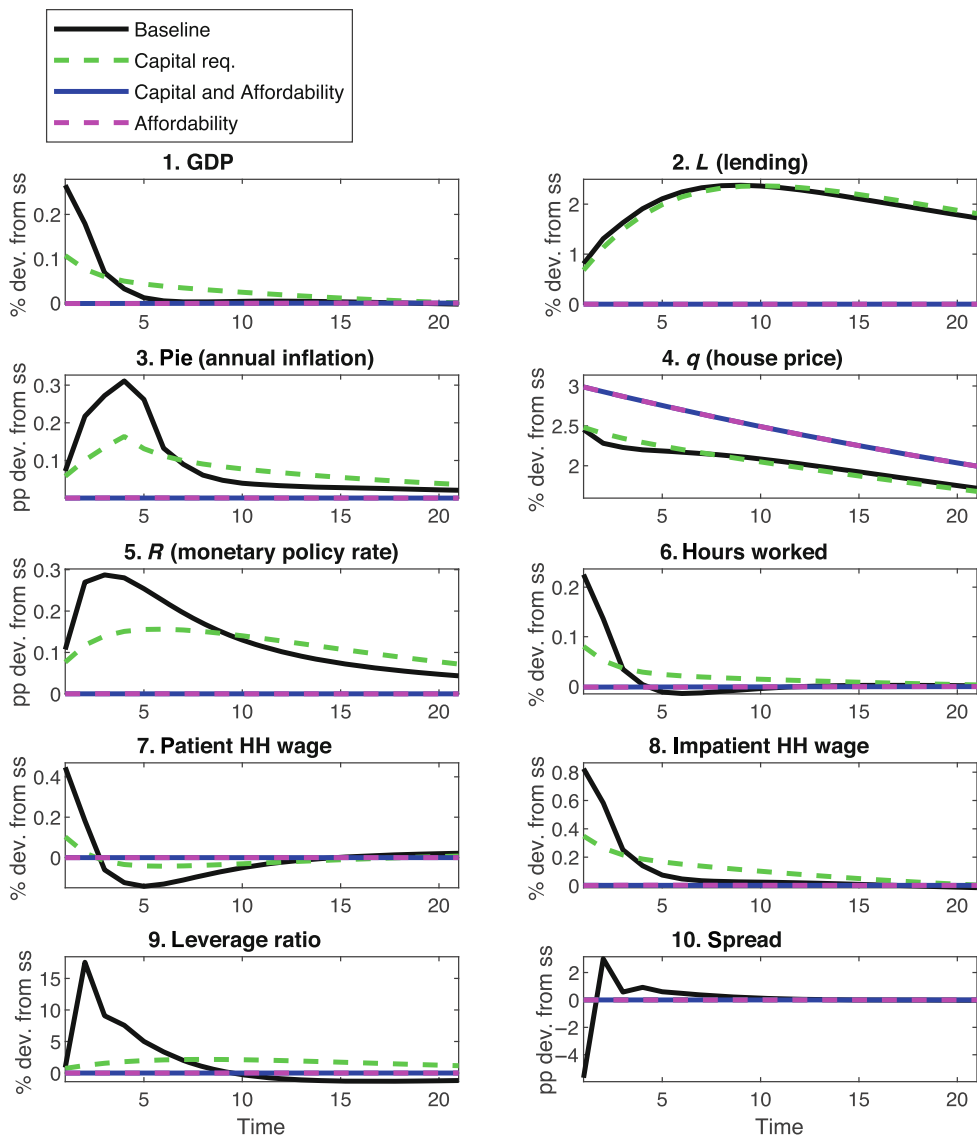 Baseline
Capital req.
Capital and Affordability
Affordability
1. GDP
% dev. from ss
0.2
0.1
0
5 10 15 20
2. L (lending)
% dev. from ss
2
1
0
5 10 15 20
3. Pie (annual inflation)
pp dev. from ss
0.3
0.2
0.1
5 10 15 20
4. q (house price)
% dev. from ss
3
2.5
2
5 10 15 20
5. R (monetary policy rate)
pp dev. from ss
0.3
0.2
0.1
0
5 10 15 20
6. Hours worked
% dev. from ss
0.2
0.1
0
5 10 15 20
7. Patient HH wage
% dev. from ss
0.4
0.2
0
5 10 15 20
8. Impatient HH wage
% dev. from ss
0.8
0.6
0.4
0.2
0
5 10 15 20
9. Leverage ratio
% dev. from ss
15
10
5
0
5 10 15 20
Time
10. Spread
pp dev. from ss
2
0
−2
−4
5 10 15 20
Time